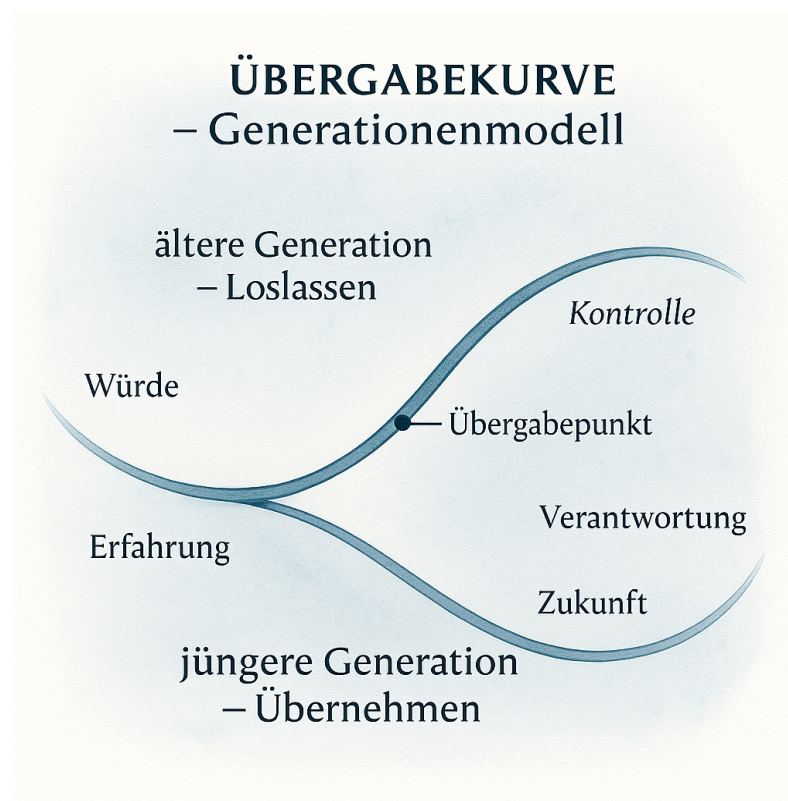 ÜBERGABEKURVE
– Generationenmodell
ältere Generation
– Loslassen
Kontrolle
Würde
Übergabepunkt
Verantwortung
Erfahrung
Zukunft
jüngere Generation
– Übernehmen